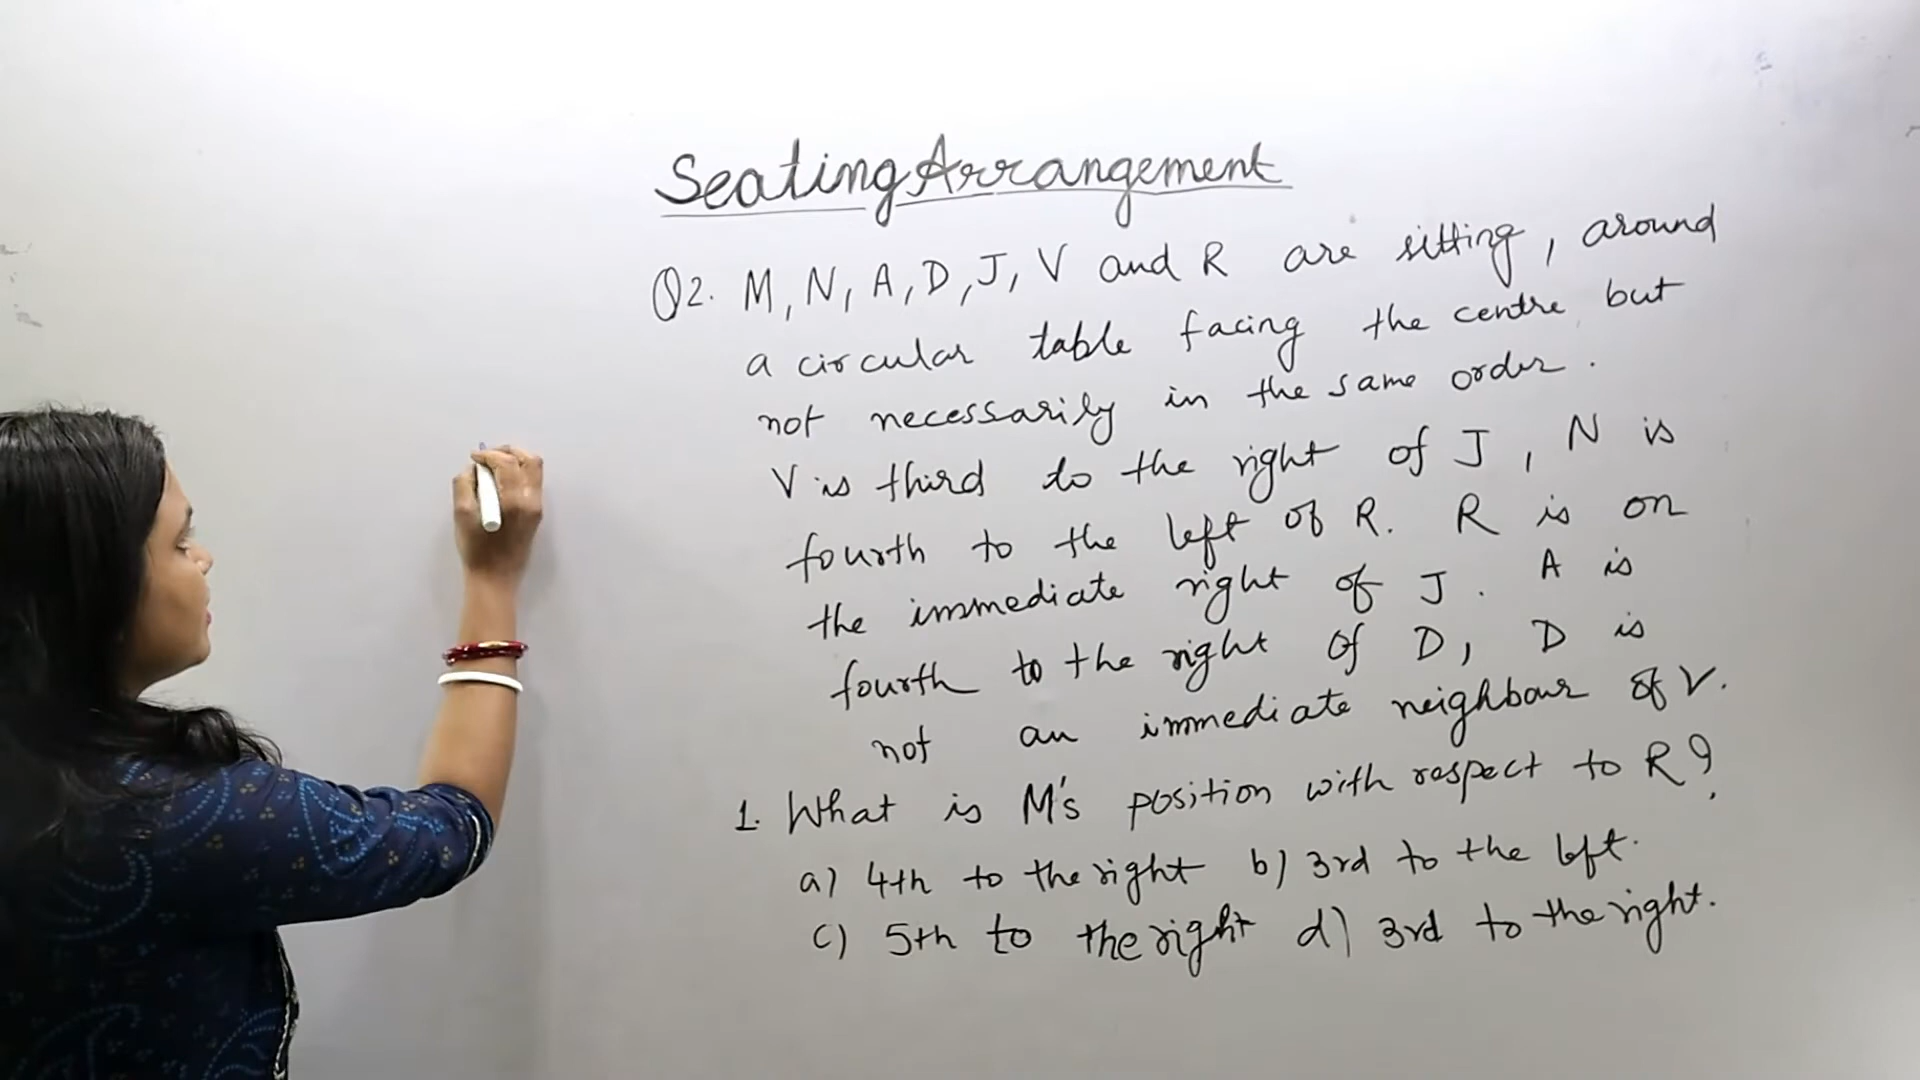 Seating Arrangement
Q2. M, N, A, D, J, V and R are sitting, around
a circular table facing the centre but
not necessarily in the same order.
V is third to the right of J, N is
fourth to the left of R. R is on
the immediate right of J. A is
fourth to the right of D, D is
not an immediate neighbour of V.
1. What is M's position with respect to R?
a) 4th to the right b) 3rd to the left.
c) 5th to the right d) 3rd to the right.